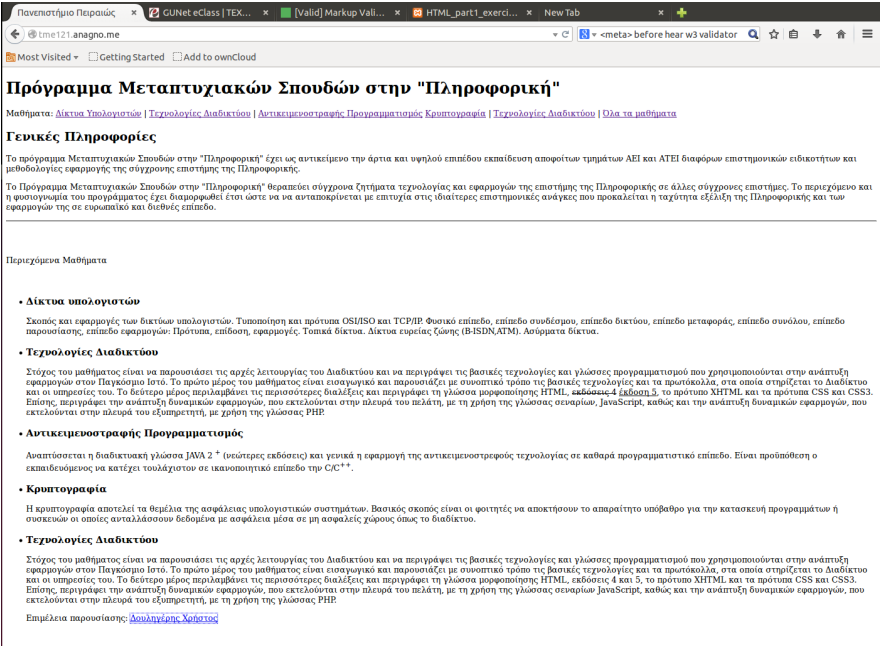 Πανεπιστήμιο Πειραιώς × GUNet eClass | TEX... × [Valid] Markup Vali... × HTML_part1_exerci... × New Tab ×
tme121.anagno.me <meta> before hear w3 validator
Most Visited Getting Started Add to ownCloud
Πρόγραμμα Μεταπτυχιακών Σπουδών στην "Πληροφορική"
Μαθήματα: Δίκτυα Υπολογιστών | Τεχνολογίες Διαδικτύου | Αντικειμενοστραφής Προγραμματισμός Κρυπτογραφία | Τεχνολογίες Διαδικτύου | Όλα τα μαθήματα
Γενικές Πληροφορίες
Το πρόγραμμα Μεταπτυχιακών Σπουδών στην "Πληροφορική" έχει ως αντικείμενο την άρτια και υψηλού επιπέδου εκπαίδευση αποφοίτων τμημάτων ΑΕΙ και ΑΤΕΙ διαφόρων επιστημονικών ειδικοτήτων και
μεθοδολογίες εφαρμογής της σύγχρονης επιστήμης της Πληροφορικής.
Το Πρόγραμμα Μεταπτυχιακών Σπουδών στην "Πληροφορική" θεραπεύει σύγχρονα ζητήματα τεχνολογίας και εφαρμογής της επιστήμης της Πληροφορικής σε άλλες σύγχρονες επιστήμες. Το περιεχόμενο και
η φυσιογνωμία του προγράμματος έχει διαμορφωθεί έτσι ώστε να να ανταποκρίνεται με επιτυχία στις ιδιαίτερες επιστημονικές ανάγκες που προκαλείται η ταχύτητα εξέλιξη της Πληροφορικής και των
εφαρμογών της σε ευρωπαϊκό και διεθνές επίπεδο.
Περιεχόμενα Μαθήματα
• Δίκτυα υπολογιστών
Σκοπός και εφαρμογές των δικτύων υπολογιστών. Τυποποίηση και πρότυπα OSI/ISO και TCP/IP. Φυσικό επίπεδο, επίπεδο συνδέσμου, επίπεδο δικτύου, επίπεδο μεταφοράς, επίπεδο συνόλου, επίπεδο
παρουσίασης, επίπεδο εφαρμογών: Πρότυπα, επίδοση, εφαρμογές. Τοπικά δίκτυα. Δίκτυα ευρείας ζώνης (B-ISDN,ATM). Ασύρματα δίκτυα.
• Τεχνολογίες Διαδικτύου
Στόχος του μαθήματος είναι να παρουσιάσει τις αρχές λειτουργίας του Διαδικτύου και να περιγράψει τις βασικές τεχνολογίες και γλώσσες προγραμματισμού που χρησιμοποιούνται στην ανάπτυξη
εφαρμογών στον Παγκόσμιο Ιστό. Το πρώτο μέρος του μαθήματος είναι εισαγωγικό και παρουσιάζει με συνοπτικό τρόπο τις βασικές τεχνολογίες και τα πρωτόκολλα, στα οποία στηρίζεται το Διαδίκτυο
και οι υπηρεσίες του. Το δεύτερο μέρος περιλαμβάνει τις περισσότερες διαλέξεις και περιγράφει τη γλώσσα μορφοποίησης HTML, εκδόσεις 4 έκδοση 5, το πρότυπο XHTML και τα πρότυπα CSS και CSS3.
Επίσης, περιγράφει την ανάπτυξη δυναμικών εφαρμογών, που εκτελούνται στην πλευρά του πελάτη, με τη χρήση της γλώσσας σεναρίων, JavaScript, καθώς και την ανάπτυξη δυναμικών εφαρμογών, που
εκτελούνται στην πλευρά του εξυπηρετητή, με τη χρήση της γλώσσας PHP.
• Αντικειμενοστραφής Προγραμματισμός
Αναπτύσσεται η διαδικτυακή γλώσσα JAVA 2 + (νεώτερες εκδόσεις) και γενικά η εφαρμογή της αντικειμενοστρεφούς τεχνολογίας σε καθαρά προγραμματιστικό επίπεδο. Είναι προϋπόθεση ο
εκπαιδευόμενος να κατέχει τουλάχιστον σε ικανοποιητικό επίπεδο την C/C++.
• Κρυπτογραφία
Η κρυπτογραφία αποτελεί τα θεμέλια της ασφάλειας υπολογιστικών συστημάτων. Βασικός σκοπός είναι οι φοιτητές να αποκτήσουν το απαραίτητο υπόβαθρο για την κατασκευή προγραμμάτων ή
συσκευών οι οποίες ανταλλάσσουν δεδομένα με ασφάλεια μέσα σε μη ασφαλείς χώρους όπως το διαδίκτυο.
• Τεχνολογίες Διαδικτύου
Στόχος του μαθήματος είναι να παρουσιάσει τις αρχές λειτουργίας του Διαδικτύου και να περιγράψει τις βασικές τεχνολογίες και γλώσσες προγραμματισμού που χρησιμοποιούνται στην ανάπτυξη
εφαρμογών στον Παγκόσμιο Ιστό. Το πρώτο μέρος του μαθήματος είναι εισαγωγικό και παρουσιάζει με συνοπτικό τρόπο τις βασικές τεχνολογίες και τα πρωτόκολλα, στα οποία στηρίζεται το Διαδίκτυο
και οι υπηρεσίες του. Το δεύτερο μέρος περιλαμβάνει τις περισσότερες διαλέξεις και περιγράφει τη γλώσσα μορφοποίησης HTML, εκδόσεις 4 και 5, το πρότυπο XHTML και τα πρότυπα CSS και CSS3.
Επίσης, περιγράφει την ανάπτυξη δυναμικών εφαρμογών, που εκτελούνται στην πλευρά του πελάτη, με τη χρήση της γλώσσας σεναρίων JavaScript, καθώς και την ανάπτυξη δυναμικών εφαρμογών, που
εκτελούνται στην πλευρά του εξυπηρετητή, με τη χρήση της γλώσσας PHP.
Επιμέλεια παρουσίασης: Δουληγέρης Χρήστος